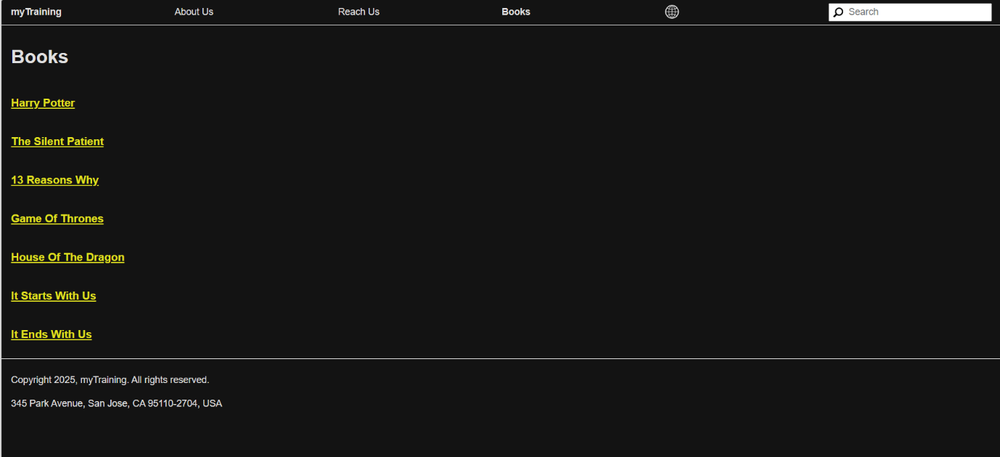 myTraining About Us Reach Us Books Search
Books
Harry Potter
The Silent Patient
13 Reasons Why
Game Of Thrones
House Of The Dragon
It Starts With Us
It Ends With Us
Copyright 2025, myTraining. All rights reserved.
345 Park Avenue, San Jose, CA 95110-2704, USA